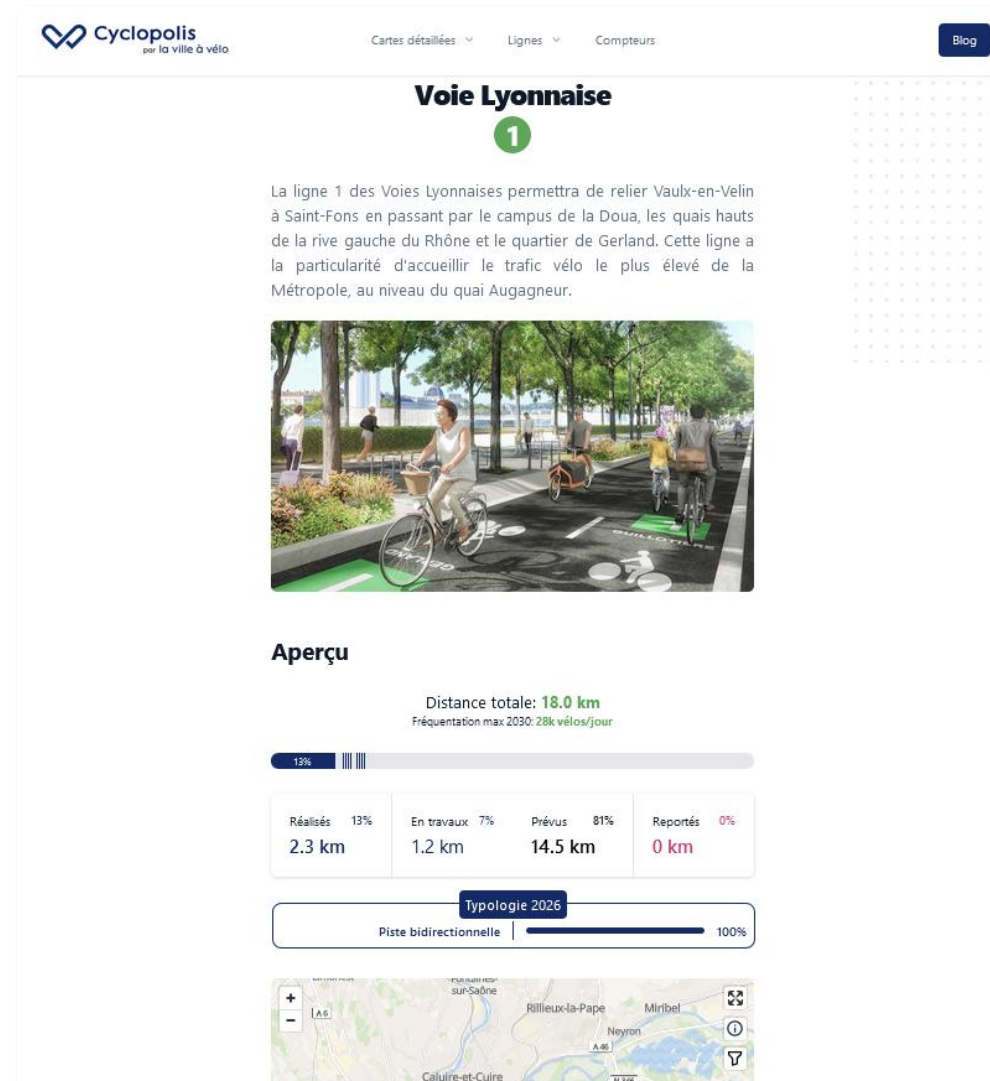 Cyclopolis
par la ville à vélo
Cartes détaillées
Lignes
Compteurs
Blog
Voie Lyonnaise
1
La ligne 1 des Voies Lyonnaises permettra de relier Vaulx-en-Velin
à Saint-Fons en passant par le campus de la Doua, les quais hauts
de la rive gauche du Rhône et le quartier de Gerland. Cette ligne a
la particularité d'accueillir le trafic vélo le plus élevé de la
Métropole, au niveau du quai Augagneur.
GUILLOTIÈRE
GERLAND
Aperçu
Distance totale: 18.0 km
Fréquentation max 2030: 28k vélos/jour
13%
Réalisés 13%
2.3 km
En travaux 7%
1.2 km
Prévus 81%
14.5 km
Reportés 0%
0 km
Typologie 2026
Piste bidirectionnelle 100%
sur-Saône
Rillieux-la-Pape
Miribel
A 6
Neyron
A 46
Caluire-et-Cuire